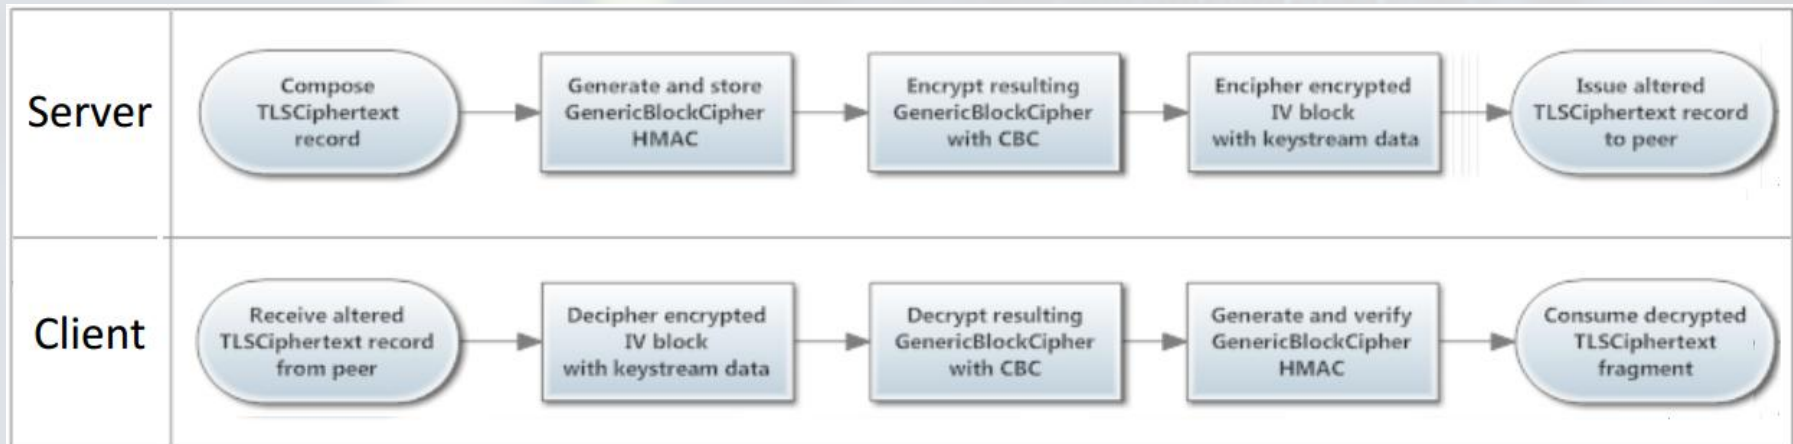 Server
Compose
TLSCiphertext
record
Generate and store
GenericBlockCipher
HMAC
Encrypt resulting
GenericBlockCipher
with CBC
Encipher encrypted
IV block
with keystream data
Issue altered
TLSCiphertext record
to peer
Client
Receive altered
TLSCiphertext record
from peer
Decipher encrypted
IV block
with keystream data
Decrypt resulting
GenericBlockCipher
with CBC
Generate and verify
GenericBlockCipher
HMAC
Consume decrypted
TLSCiphertext
fragment